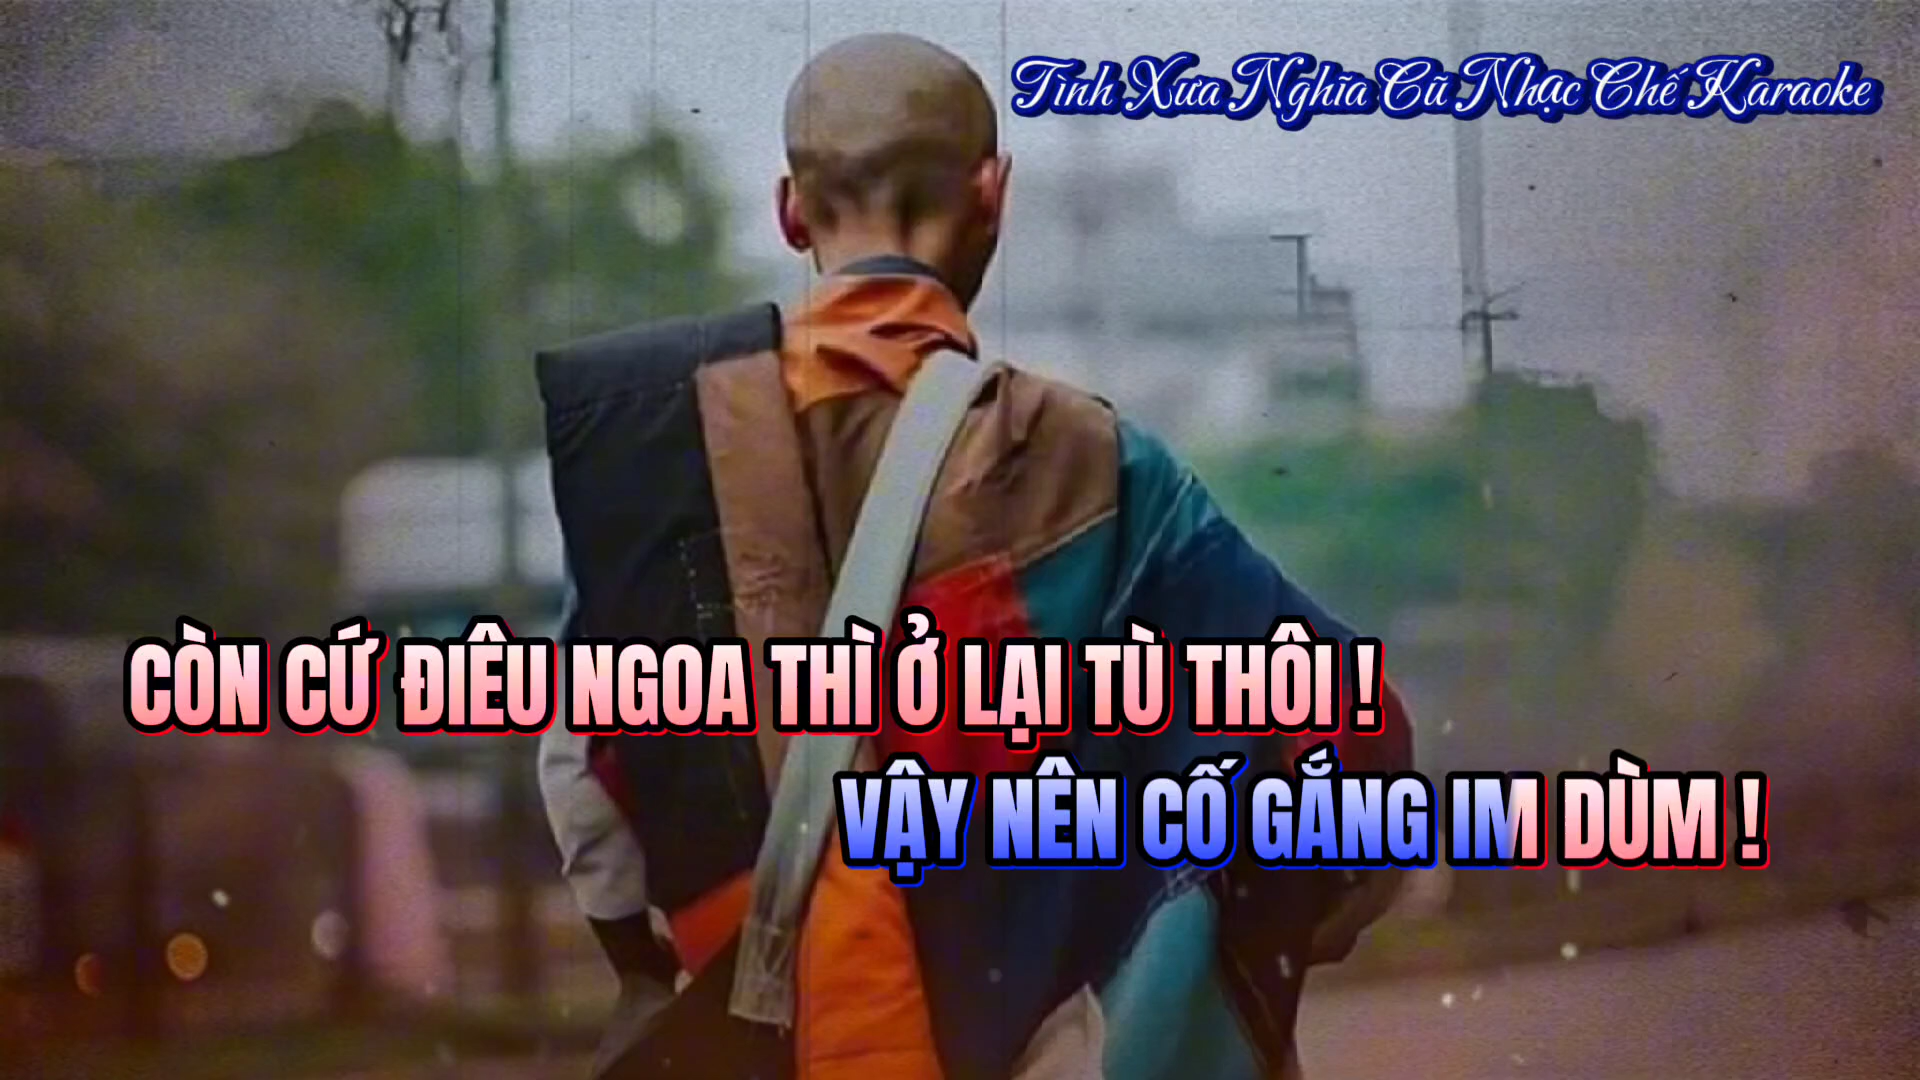 Tình Xưa Nghĩa Cũ Nhạc Chế Karaoke
CÒN CỨ ĐIÊU NGOA THÌ Ở LẠI TÙ THÔI !
VẬY NÊN CỐ GẮNG IM DÙM !